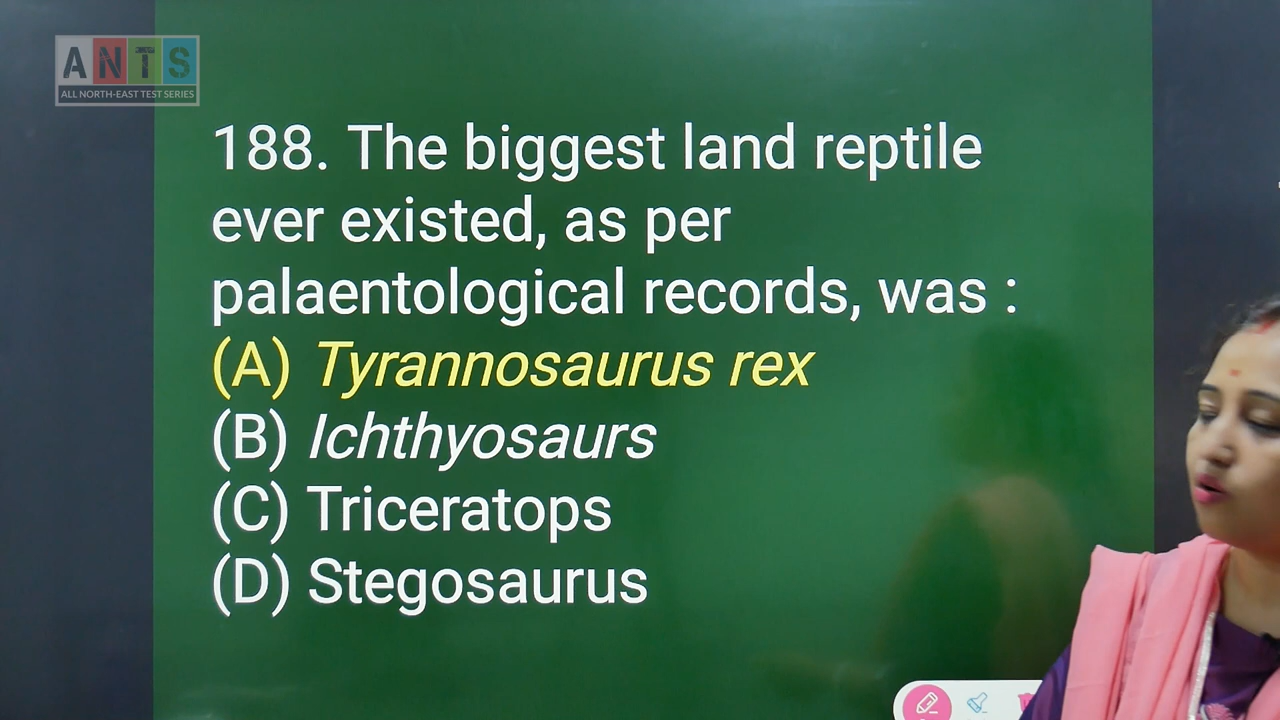 ANTS
ALL NORTH-EAST TEST SERIES
188. The biggest land reptile
ever existed, as per
palaentological records, was :
(A) Tyrannosaurus rex
(B) Ichthyosaurs
(C) Triceratops
(D) Stegosaurus